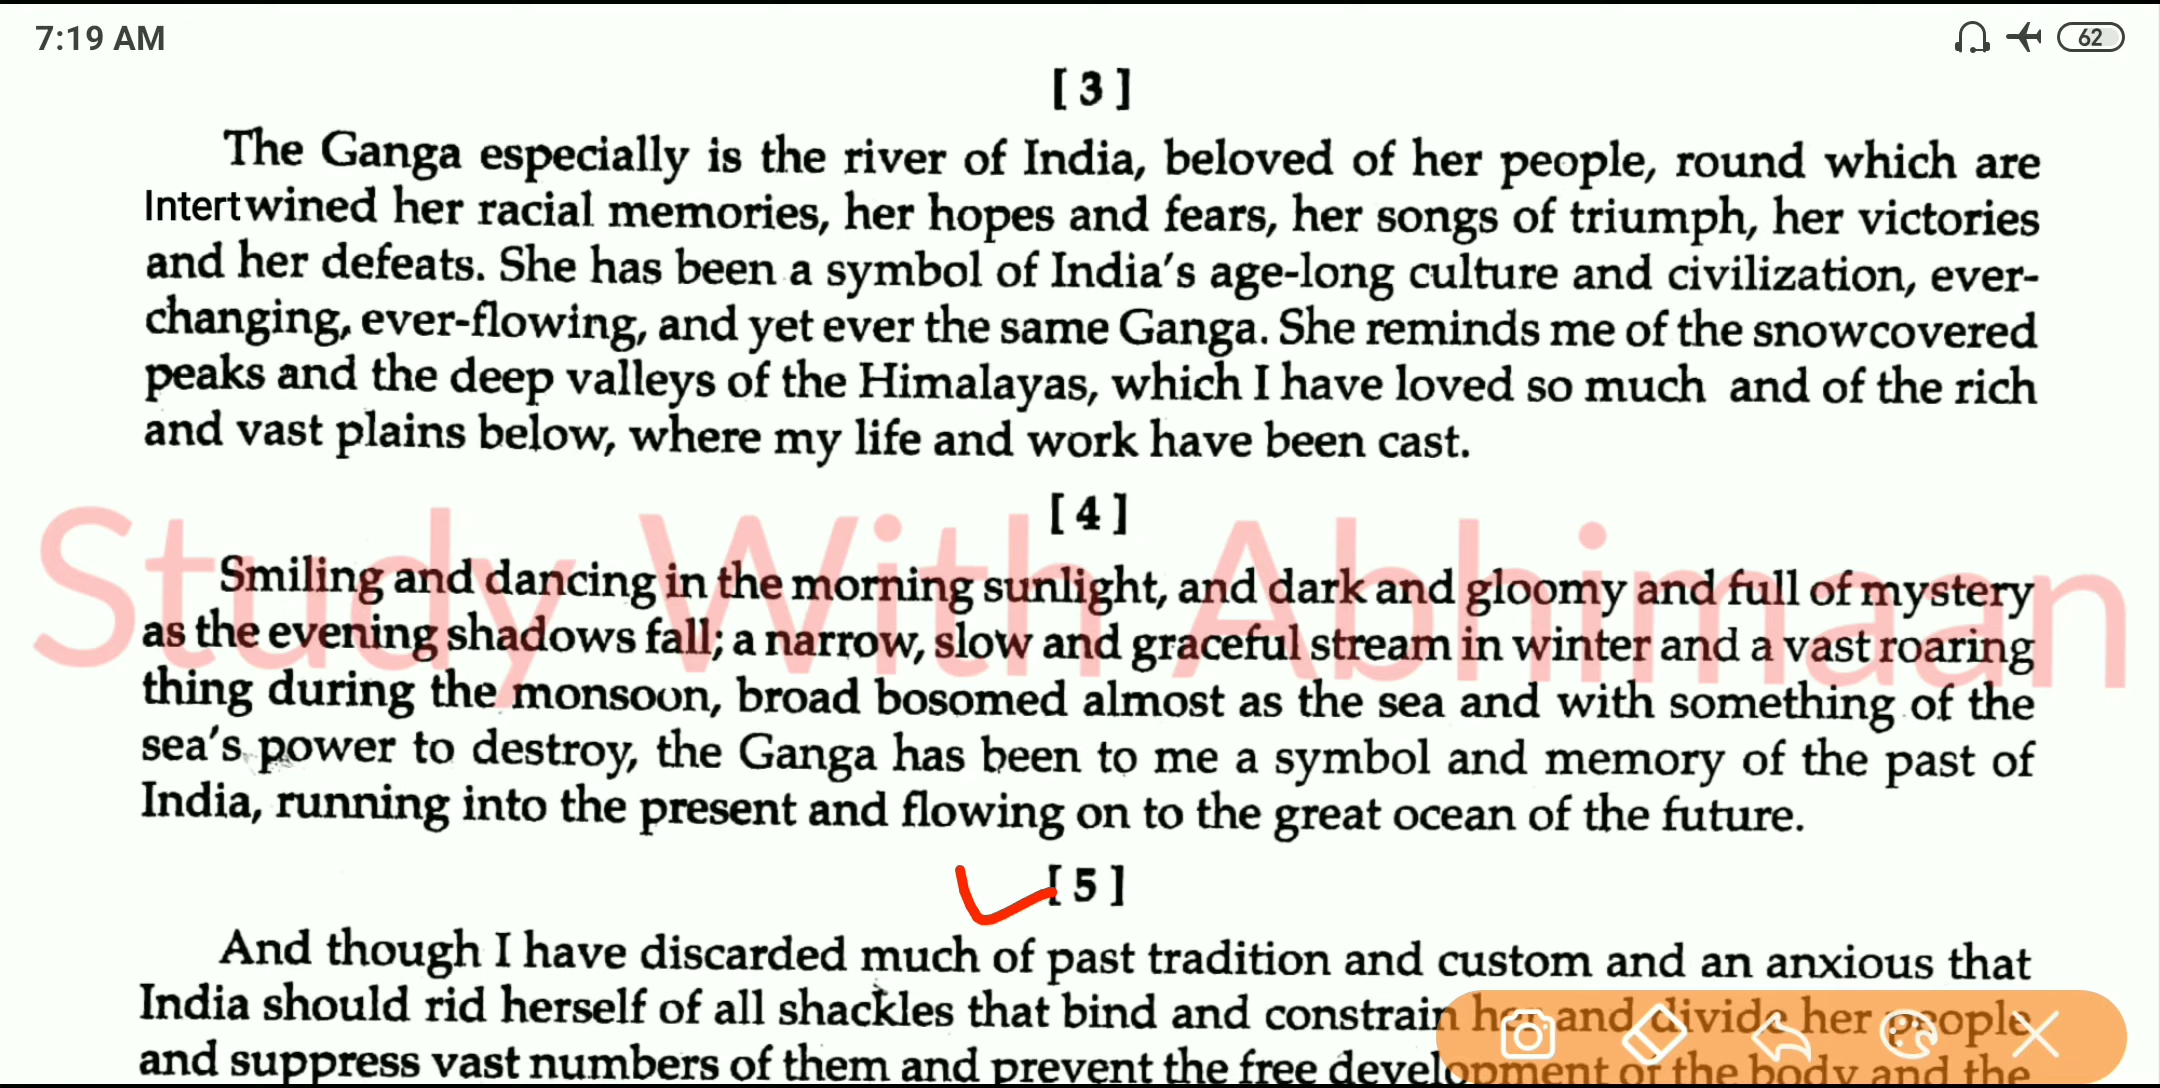 7:19 AM
62
[ 3 ]
The Ganga especially is the river of India, beloved of her people, round which are
Intertwined her racial memories, her hopes and fears, her songs of triumph, her victories
and her defeats. She has been a symbol of India's age-long culture and civilization, ever-
changing, ever-flowing, and yet ever the same Ganga. She reminds me of the snowcovered
peaks and the deep valleys of the Himalayas, which I have loved so much and of the rich
and vast plains below, where my life and work have been cast.
[ 4 ]
Study With Abhimaan
Smiling and dancing in the morning sunlight, and dark and gloomy and full of mystery
as the evening shadows fall; a narrow, slow and graceful stream in winter and a vast roaring
thing during the monsoon, broad bosomed almost as the sea and with something of the
sea's power to destroy, the Ganga has been to me a symbol and memory of the past of
India, running into the present and flowing on to the great ocean of the future.
[ 5 ]
And though I have discarded much of past tradition and custom and an anxious that
India should rid herself of all shackles that bind and constrain her and divide her people
and suppress vast numbers of them and prevent the free development of the body and the